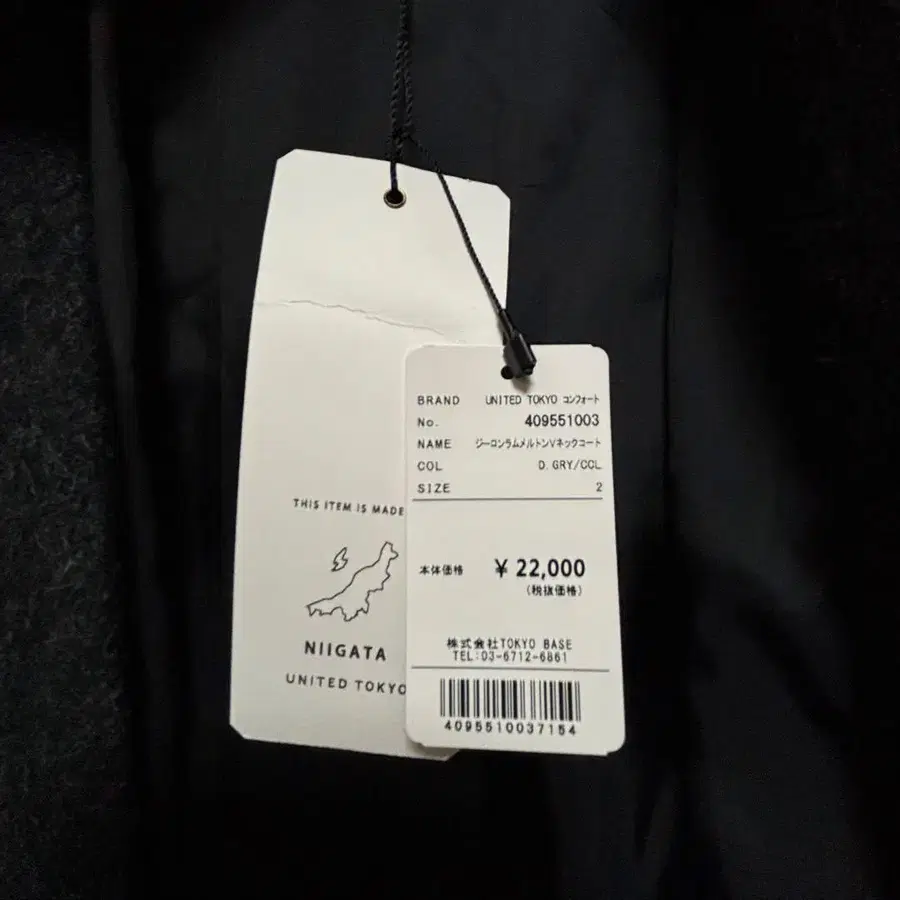 THIS ITEM IS MADE
NIIGATA
UNITED TOKYO
BRAND UNITED TOKYO コンフォート
No. 409551003
NAME ジーロンラムメルトンVネックコート
COL D.GRY/CCL
SIZE 2
本体価格 ¥ 22,000
(税抜価格)
株式会社TOKYO BASE
TEL:03-6712-6861
4095510037154